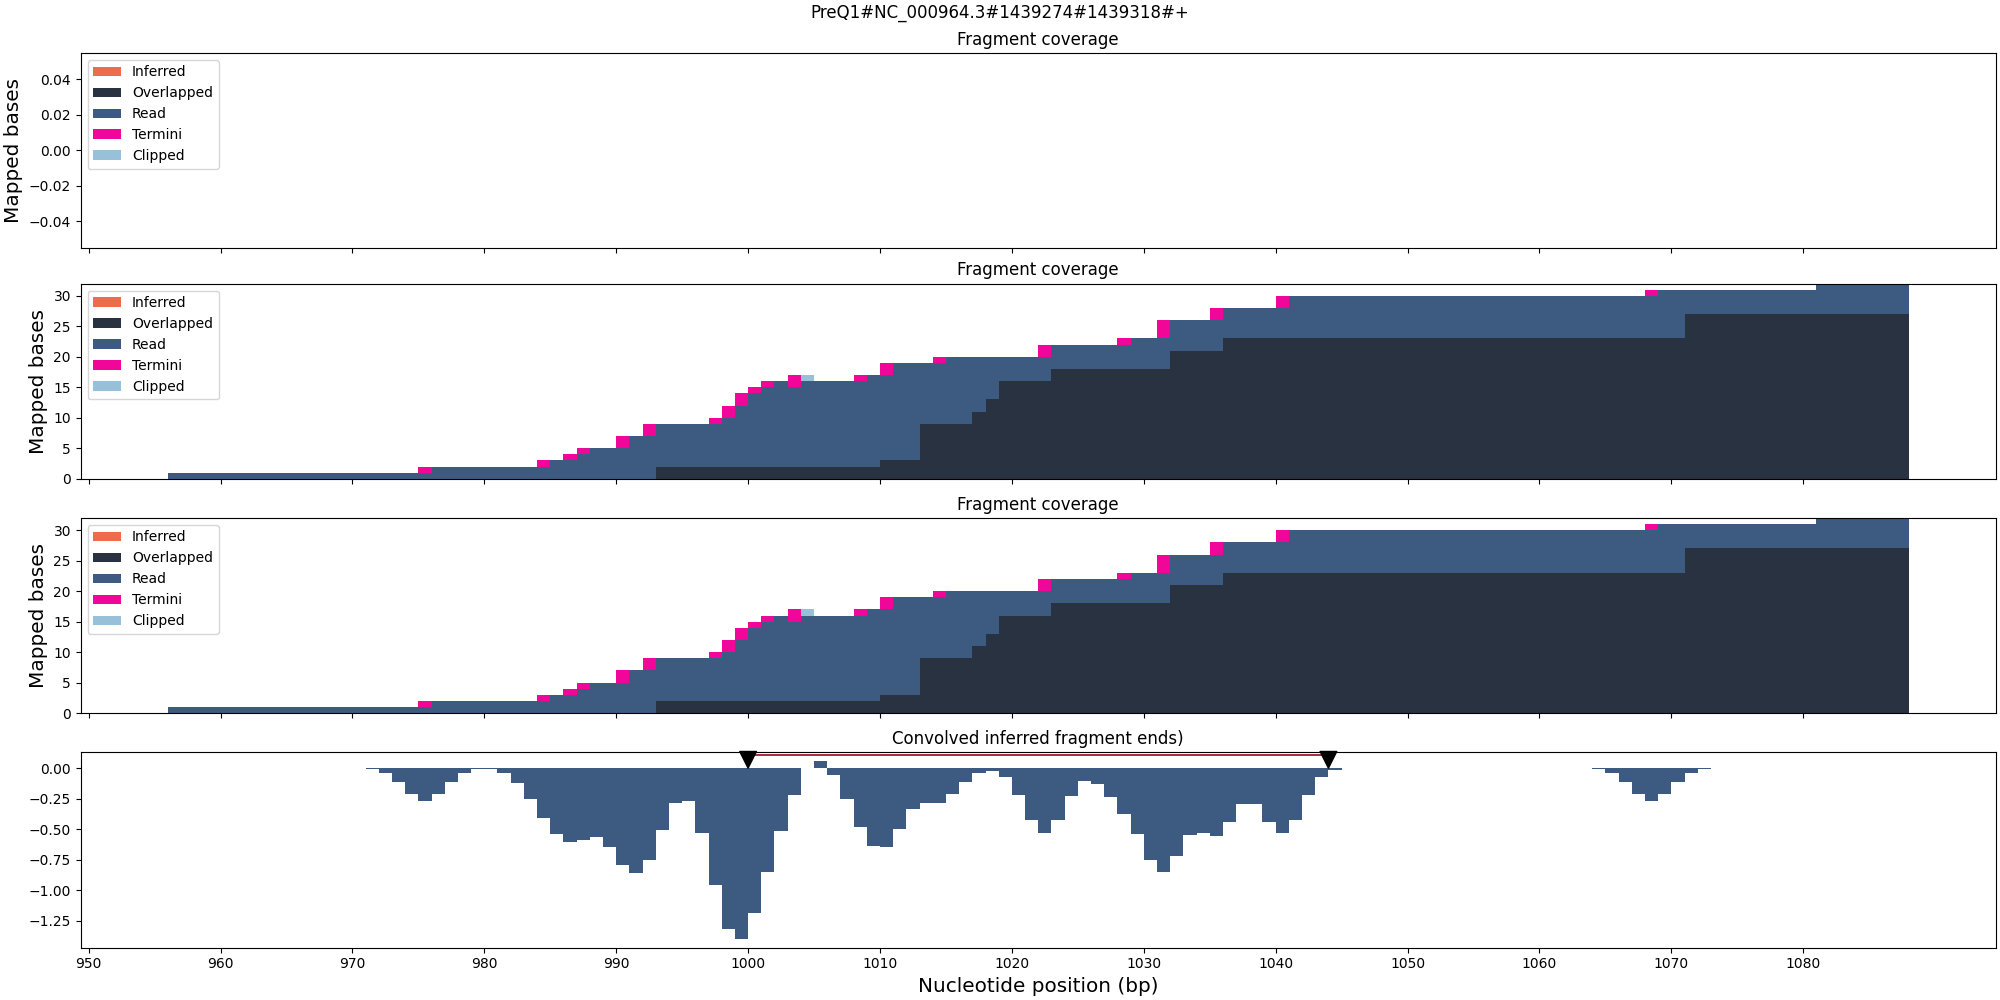 PreQ1#NC_000964.3#1439274#1439318#+
Fragment coverage
Mapped bases
0.04
0.02
0.00
−0.02
−0.04
Inferred
Overlapped
Read
Termini
Clipped
Fragment coverage
Mapped bases
30
25
20
15
10
5
0
Inferred
Overlapped
Read
Termini
Clipped
Fragment coverage
Mapped bases
30
25
20
15
10
5
0
Inferred
Overlapped
Read
Termini
Clipped
Convolved inferred fragment ends)
0.00
−0.25
−0.50
−0.75
−1.00
−1.25
950 960 970 980 990 1000 1010 1020 1030 1040 1050 1060 1070 1080
Nucleotide position (bp)